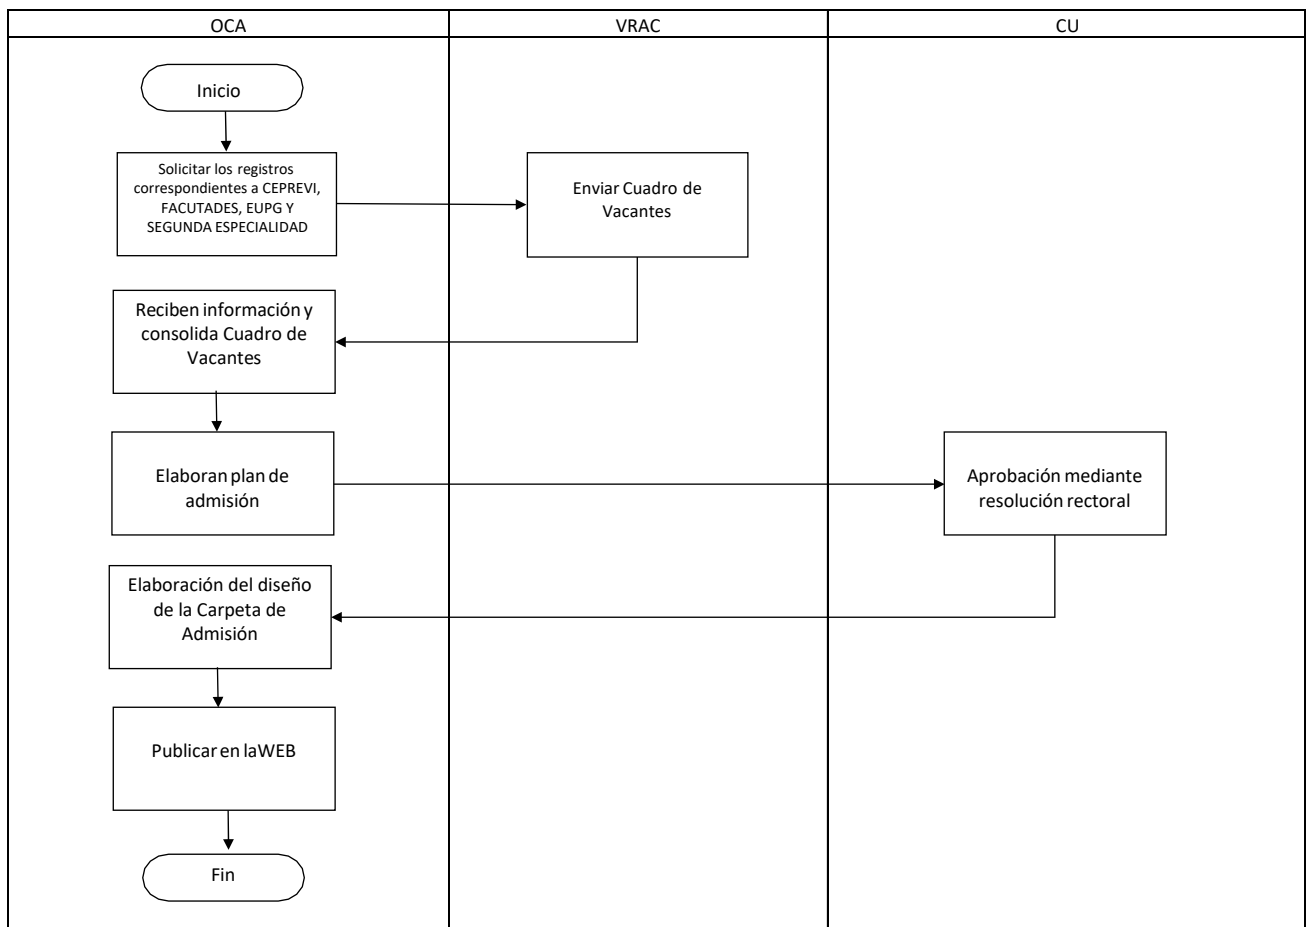 OCA
VRAC
CU
Inicio
Solicitar los registros
correspondientes a CEPREVI,
FACUTADES, EUPG Y
SEGUNDA ESPECIALIDAD
Enviar Cuadro de
Vacantes
Reciben información y
consolida Cuadro de
Vacantes
Elaboran plan de
admisión
Aprobación mediante
resolución rectoral
Elaboración del diseño
de la Carpeta de
Admisión
Publicar en laWEB
Fin